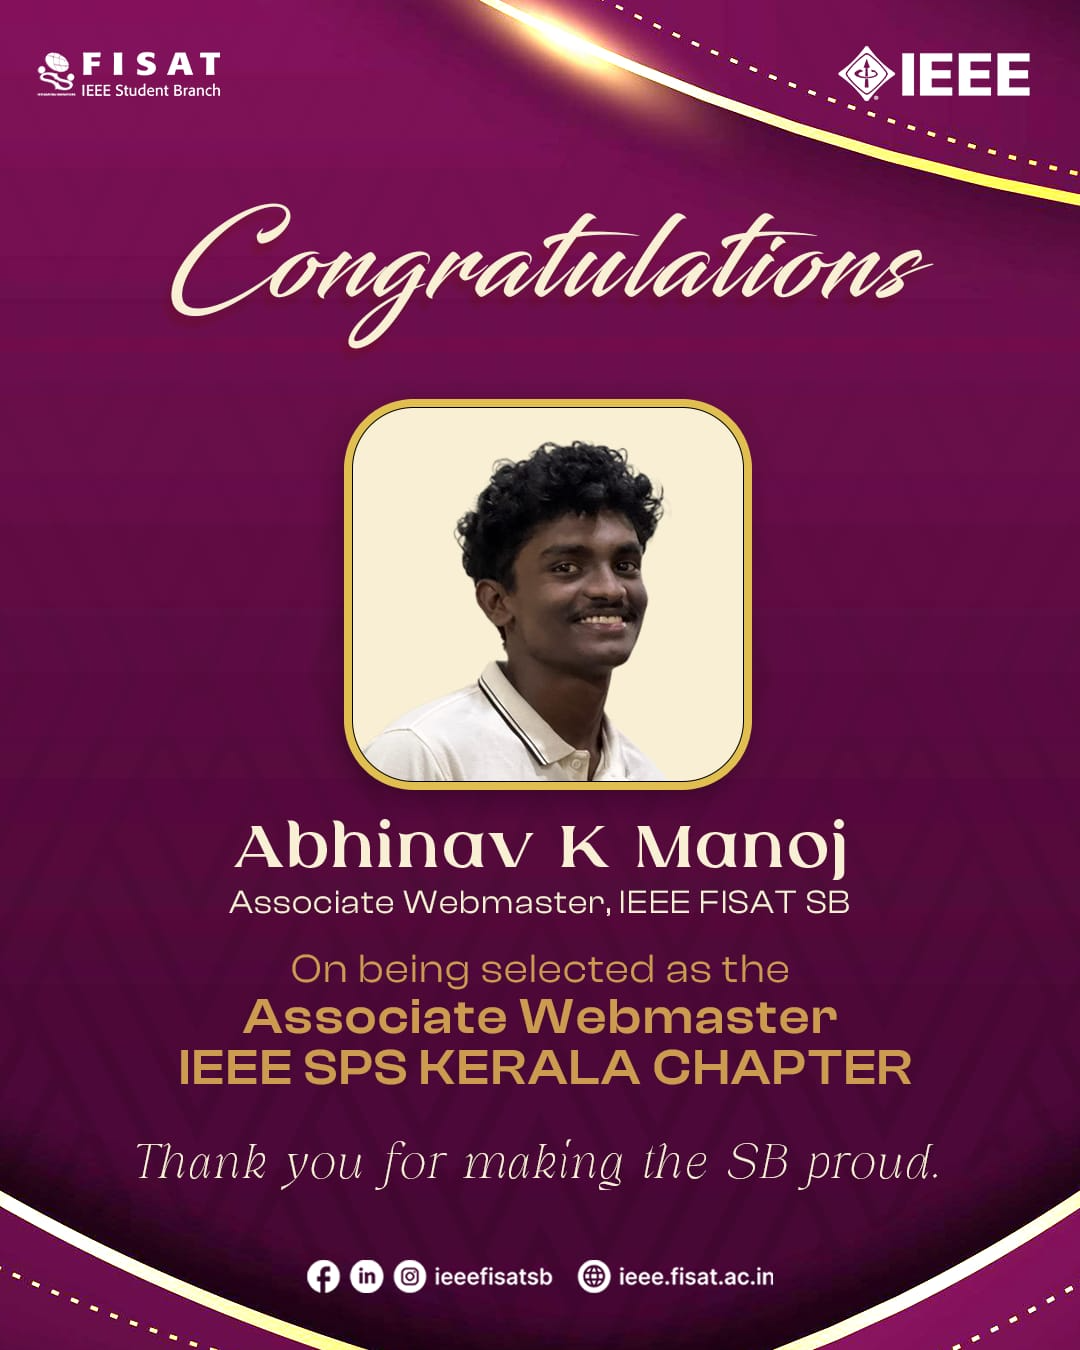 FISAT
IEEE Student Branch
IEEE
Congratulations
Abhinav K Manoj
Associate Webmaster, IEEE FISAT SB
On being selected as the
Associate Webmaster
IEEE SPS KERALA CHAPTER
Thank you for making the SB proud.
ieeefisatsb ieee.fisat.ac.in